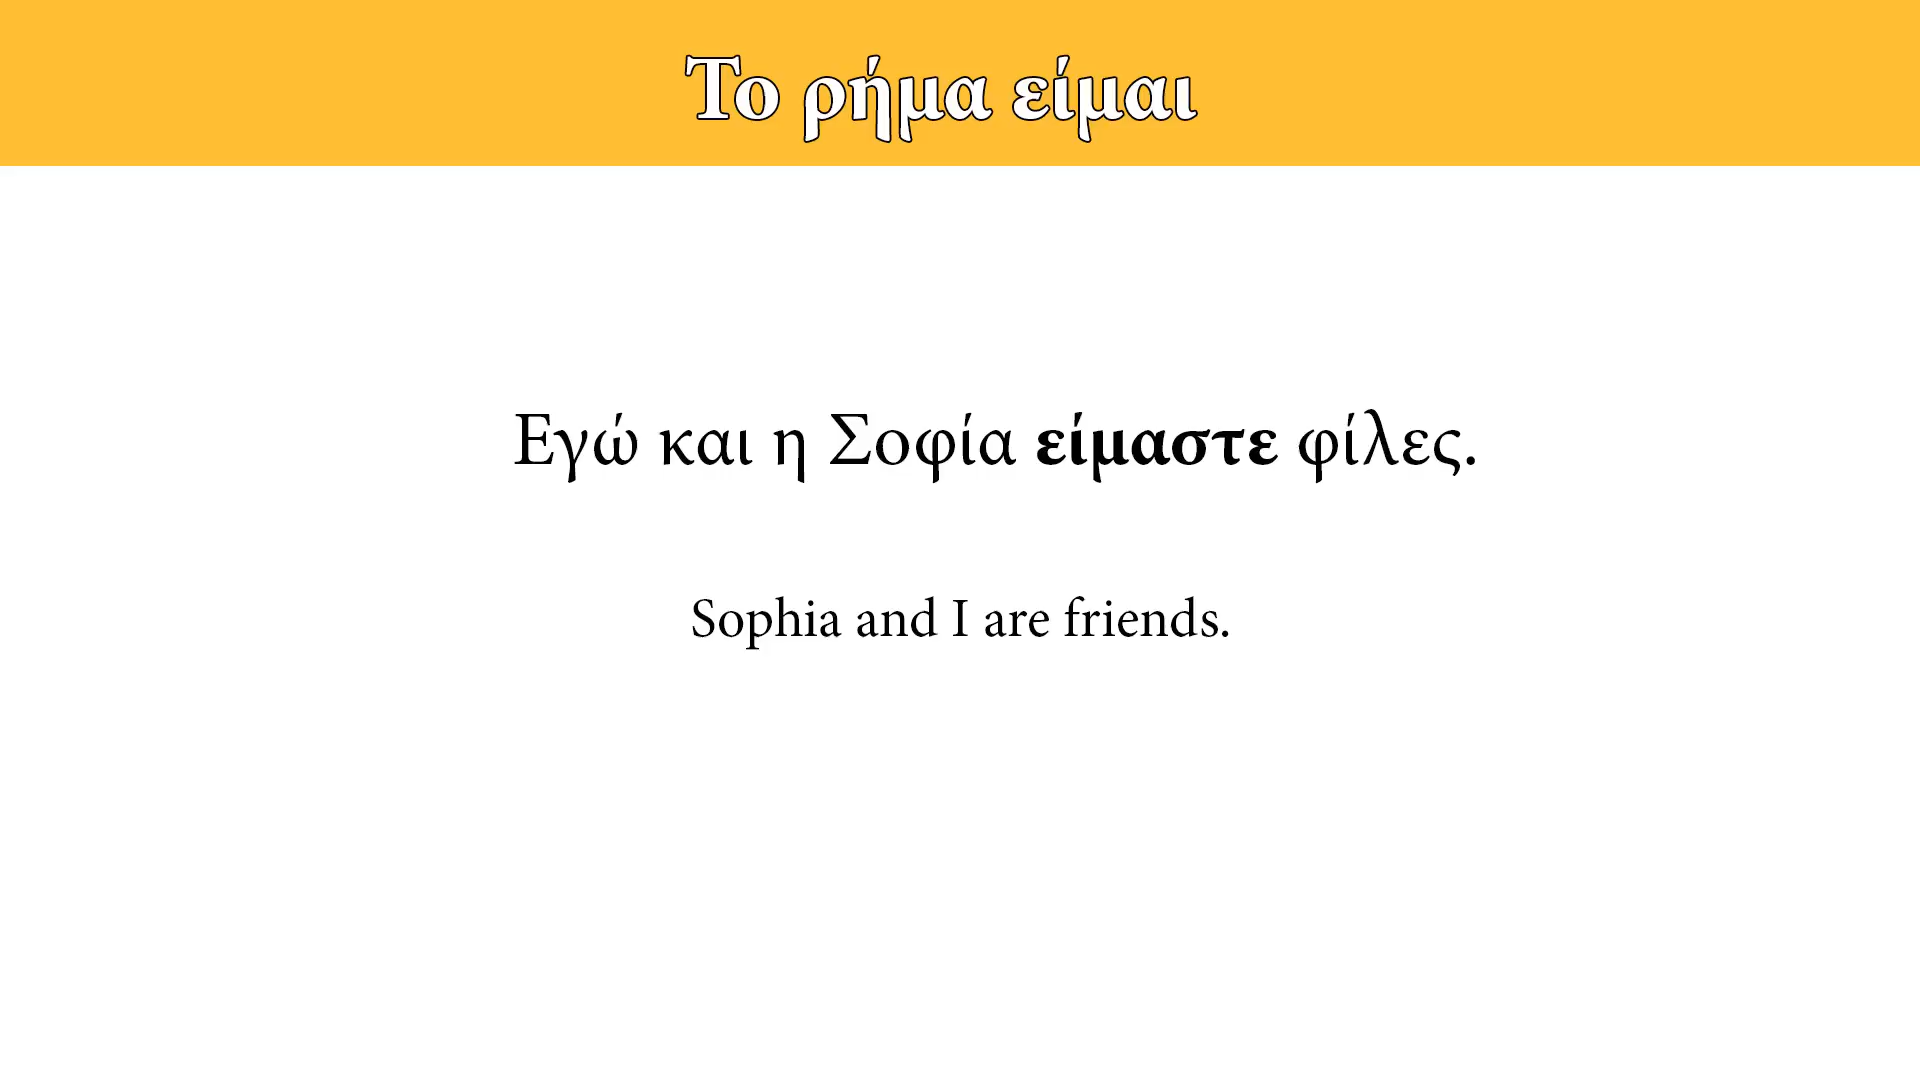 Το ρήμα είμαι
Εγώ και η Σοφία είμαστε φίλες.
Sophia and I are friends.